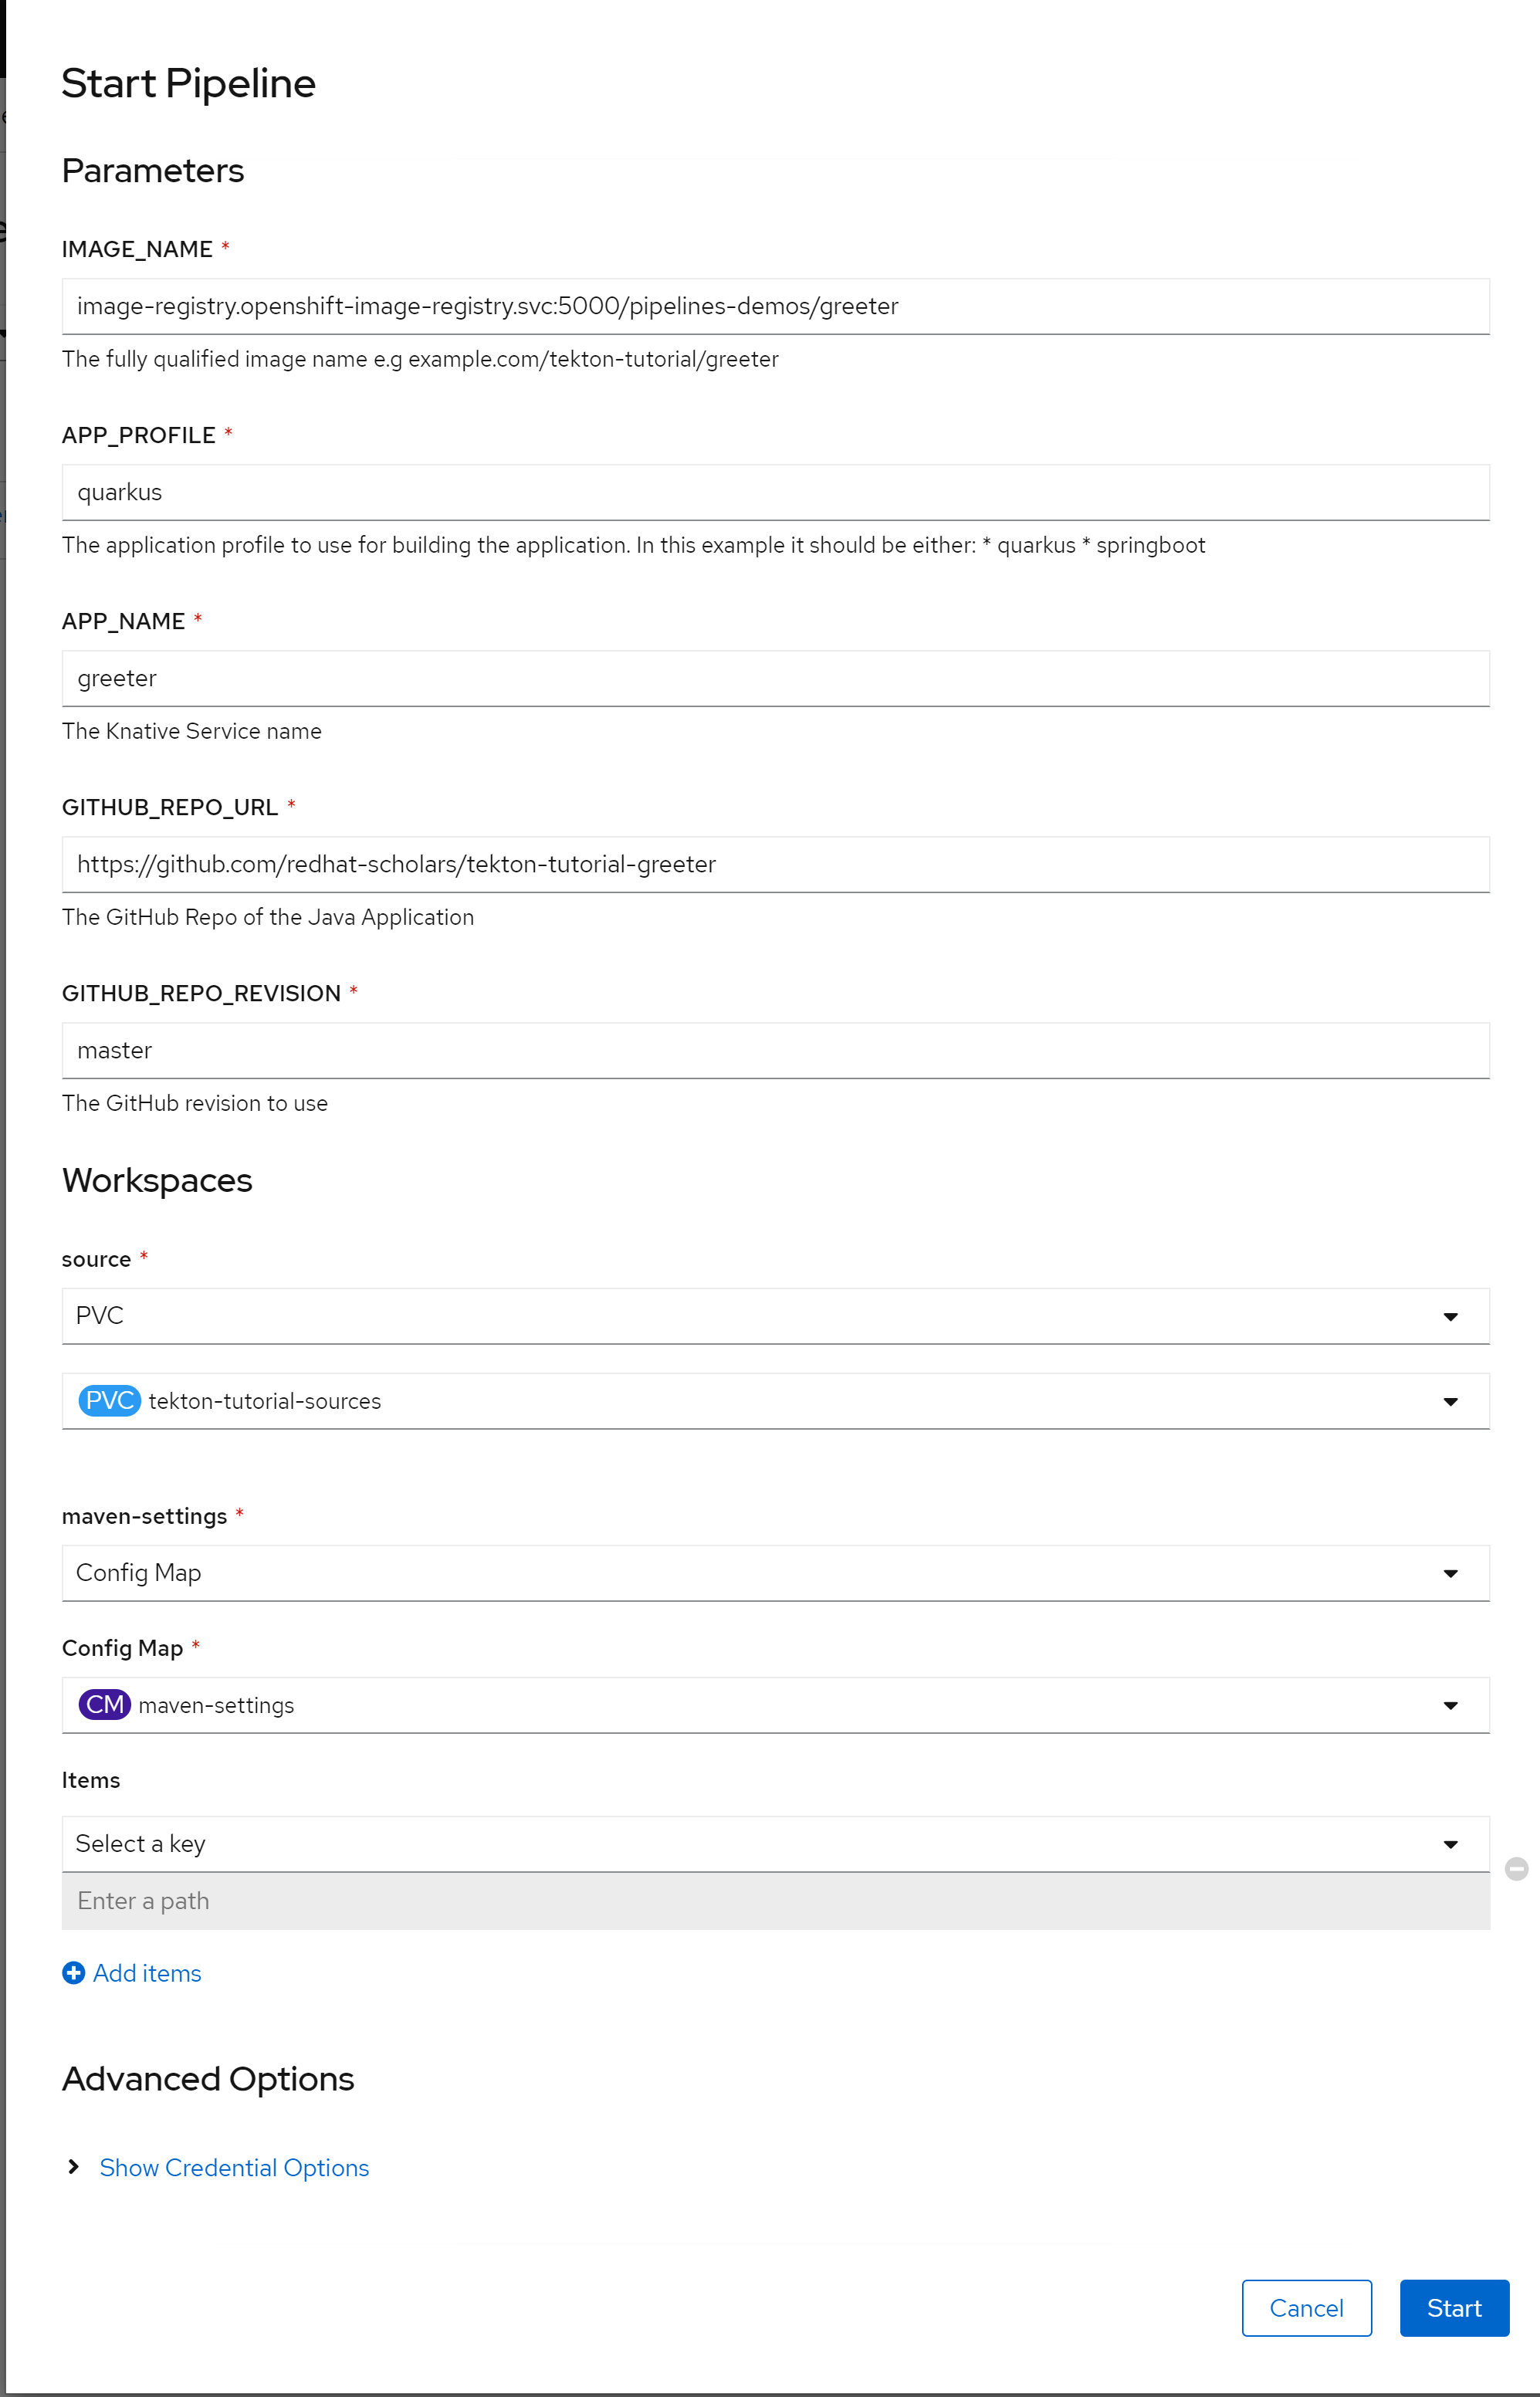 Start Pipeline
Parameters
IMAGE_NAME *
image-registry.openshift-image-registry.svc:5000/pipelines-demos/greeter
The fully qualified image name e.g example.com/tekton-tutorial/greeter
APP_PROFILE *
quarkus
The application profile to use for building the application. In this example it should be either: * quarkus * springboot
APP_NAME *
greeter
The Knative Service name
GITHUB_REPO_URL *
https://github.com/redhat-scholars/tekton-tutorial-greeter
The GitHub Repo of the Java Application
GITHUB_REPO_REVISION *
master
The GitHub revision to use
Workspaces
source *
PVC
PVC tekton-tutorial-sources
maven-settings *
Config Map
Config Map *
CM maven-settings
Items
Select a key
Enter a path
Add items
Advanced Options
Show Credential Options
Cancel Start